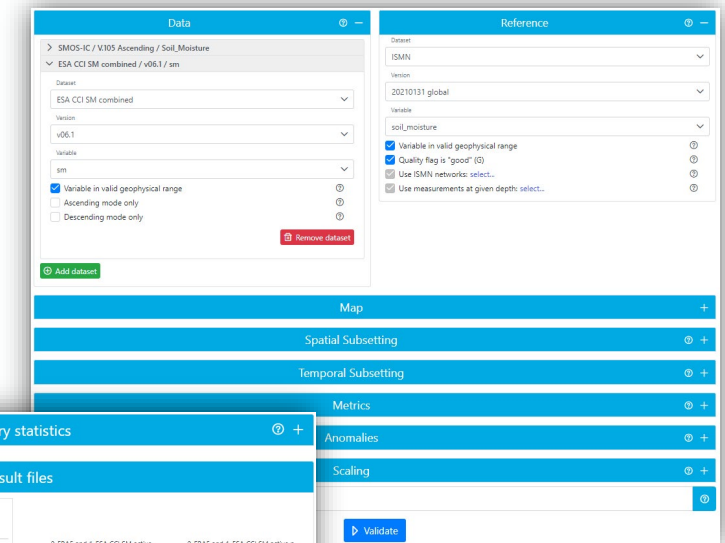 Data
SMOS-IC / V.105 Ascending / Soil_Moisture
ESA CCI SM combined / v06.1 / sm
Dataset
ESA CCI SM combined
Version
v06.1
Variable
sm
Variable in valid geophysical range
Ascending mode only
Descending mode only
Remove dataset
Add dataset
Reference
Dataset
ISMN
Version
20210131 global
Variable
soil_moisture
Variable in valid geophysical range
Quality flag is "good" (G)
Use ISMN networks: select...
Use measurements at given depth: select...
Map
Spatial Subsetting
Temporal Subsetting
Metrics
Anomalies
Scaling
Validate
ry statistics
sult files